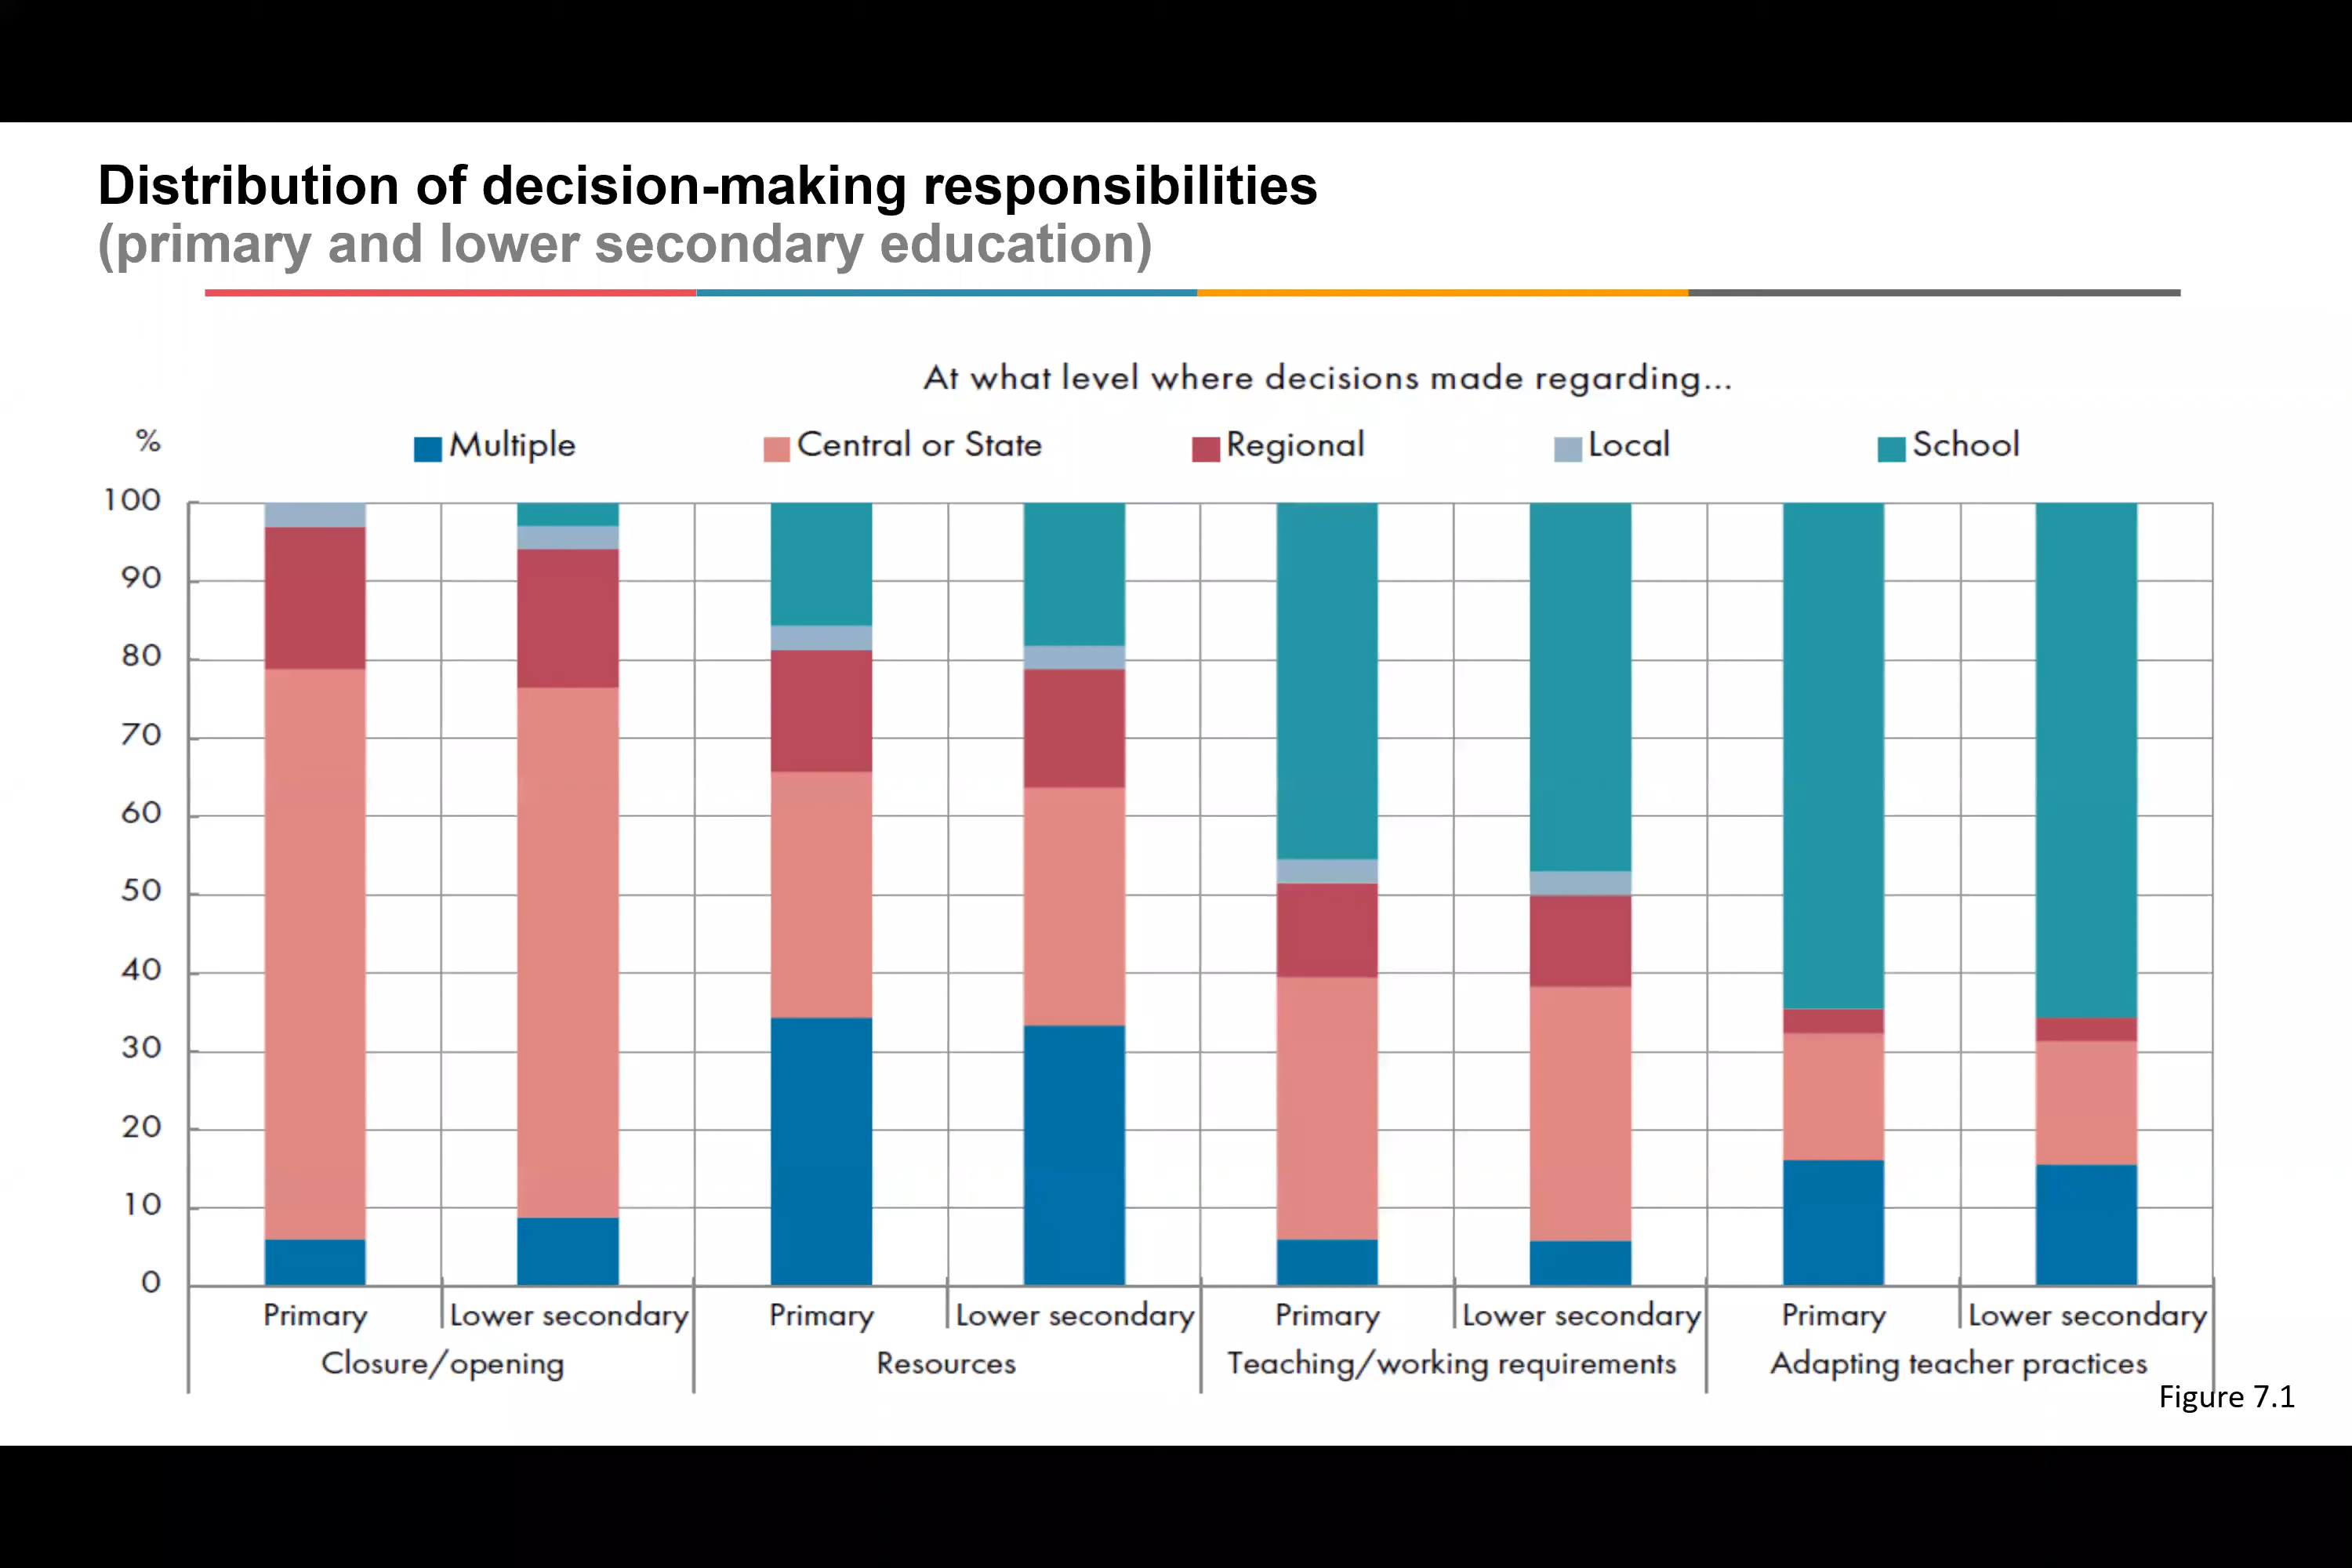 Distribution of decision-making responsibilities
(primary and lower secondary education)
At what level where decisions made regarding...
% Multiple Central or State Regional Local School
100
90
80
70
60
50
40
30
20
10
0
Primary Lower secondary Primary Lower secondary Primary Lower secondary Primary Lower secondary
Closure/opening Resources Teaching/working requirements Adapting teacher practices
Figure 7.1